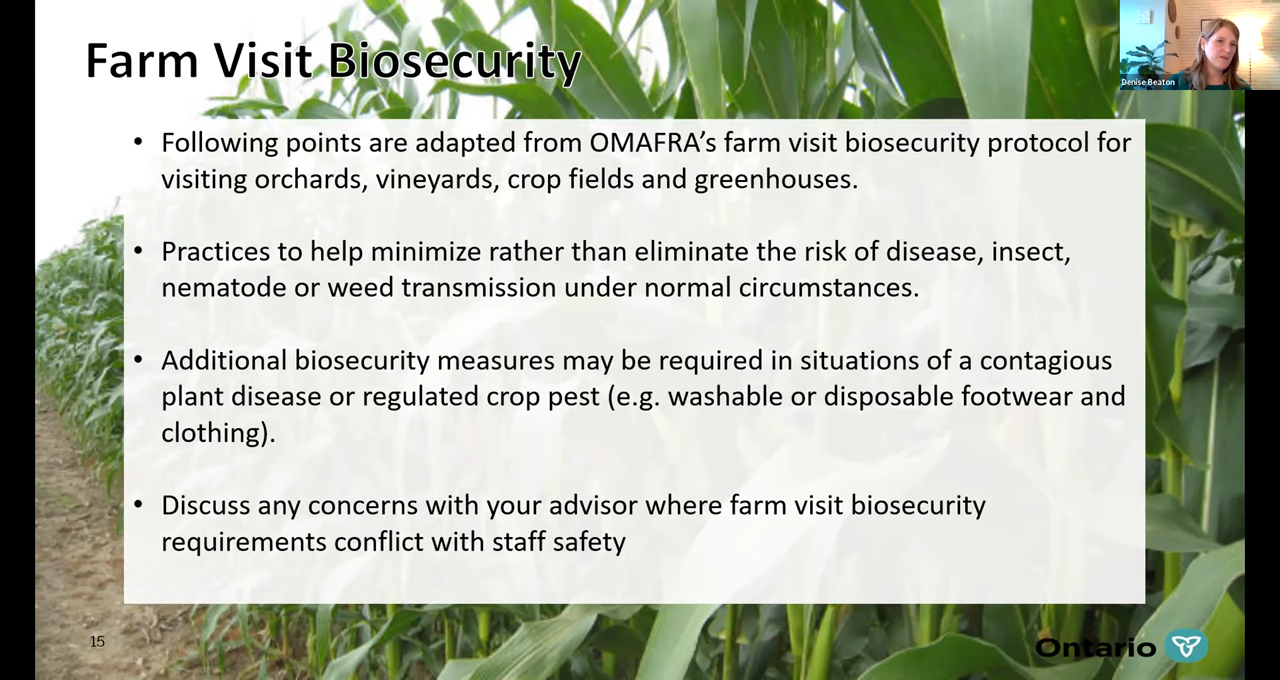 Farm Visit Biosecurity
Denise Beaton
• Following points are adapted from OMAFRA's farm visit biosecurity protocol for
visiting orchards, vineyards, crop fields and greenhouses.
• Practices to help minimize rather than eliminate the risk of disease, insect,
nematode or weed transmission under normal circumstances.
• Additional biosecurity measures may be required in situations of a contagious
plant disease or regulated crop pest (e.g. washable or disposable footwear and
clothing).
• Discuss any concerns with your advisor where farm visit biosecurity
requirements conflict with staff safety
15
Ontario